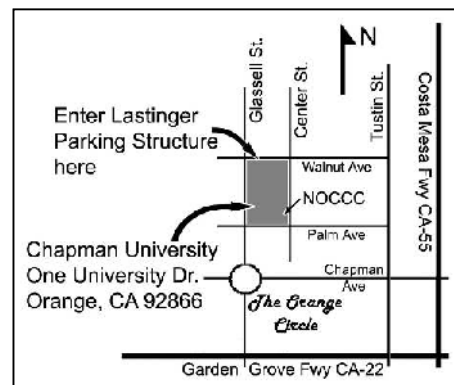 N
Glassell St.
Center St.
Tustin St.
Costa Mesa Fwy CA-55
Enter Lastinger
Parking Structure
here
Walnut Ave
NOCCC
Palm Ave
Chapman University
One University Dr.
Orange, CA 92866
Chapman
Ave
The Orange
Circle
Garden Grove Fwy CA-22